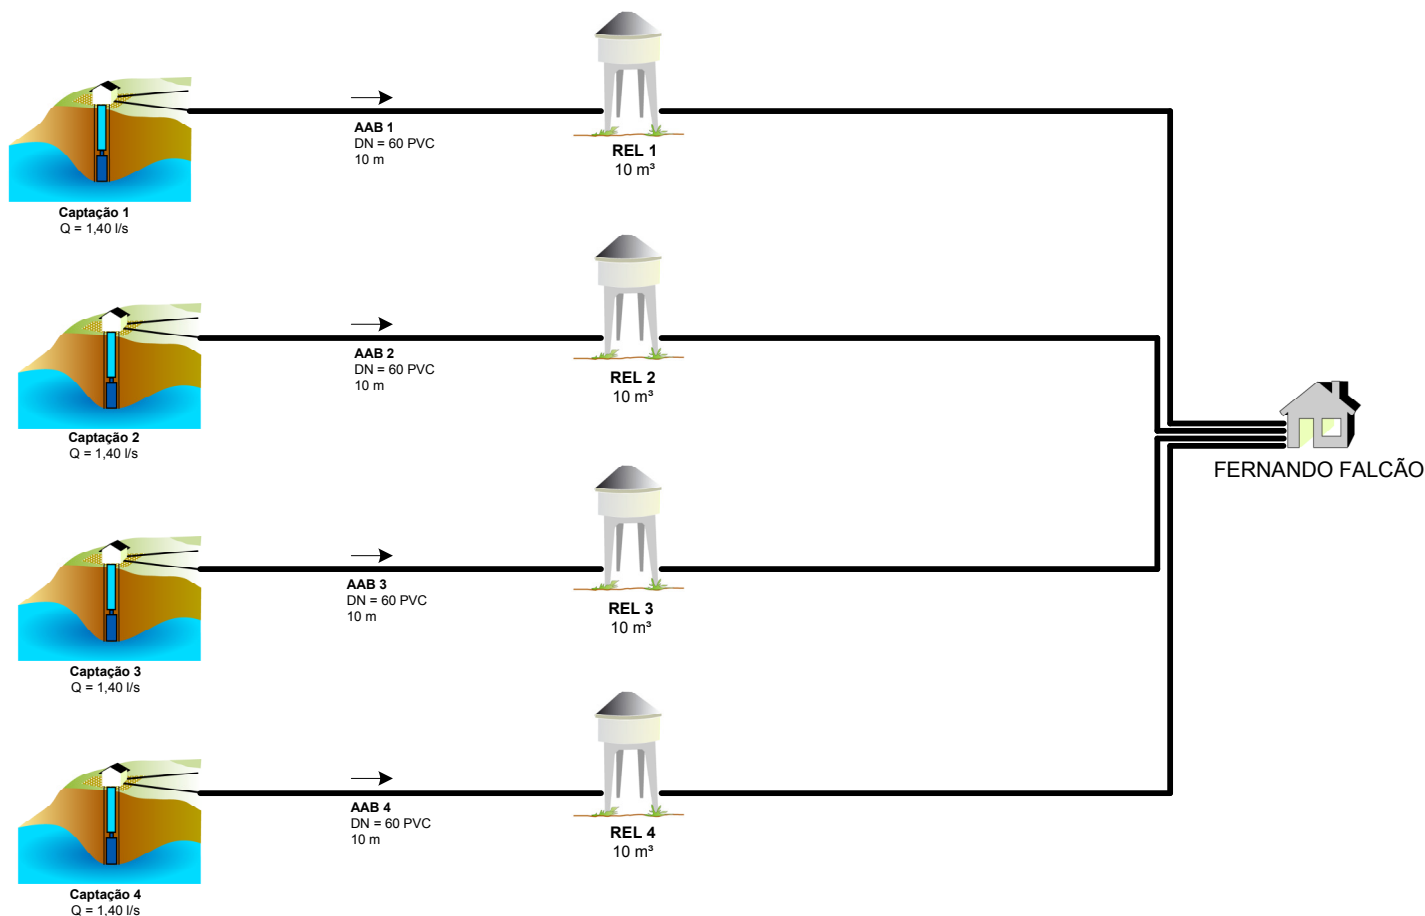 AAB 1
DN = 60 PVC
10 m
REL 1
10 m³
Captação 1
Q = 1,40 l/s
AAB 2
DN = 60 PVC
10 m
REL 2
10 m³
Captação 2
Q = 1,40 l/s
FERNANDO FALCÃO
AAB 3
DN = 60 PVC
10 m
REL 3
10 m³
Captação 3
Q = 1,40 l/s
AAB 4
DN = 60 PVC
10 m
REL 4
10 m³
Captação 4
Q = 1,40 l/s